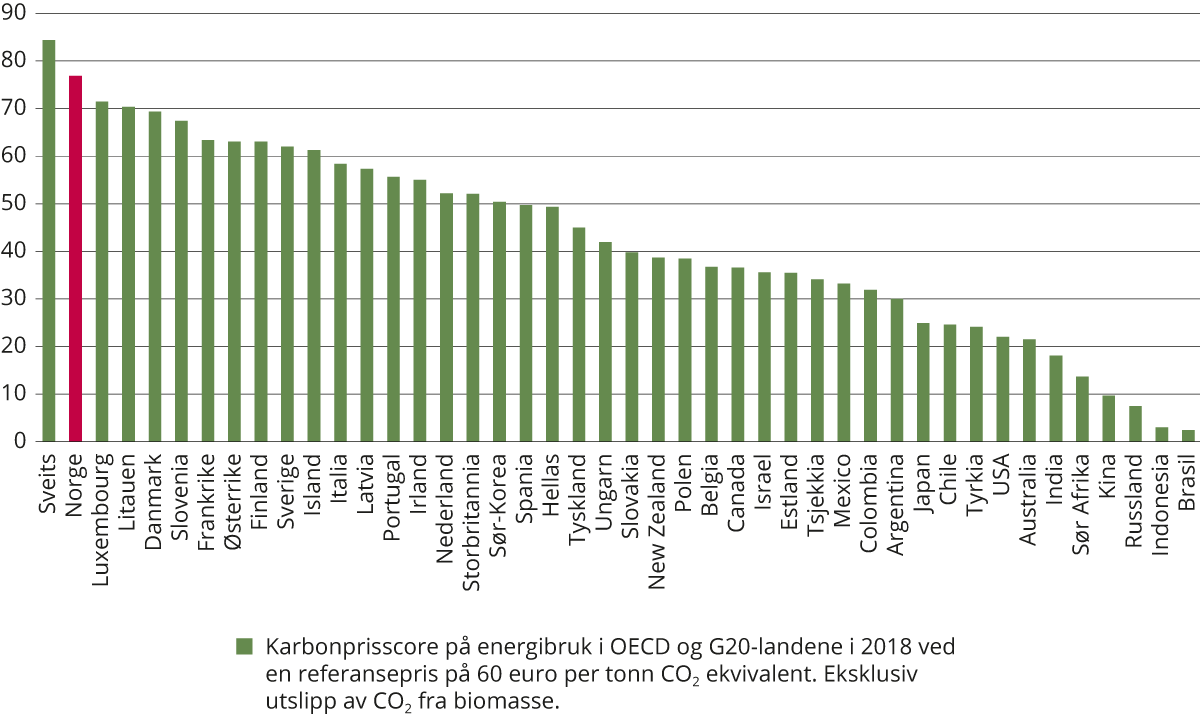 90
80
70
60
50
40
30
20
10
0
Sveits
Norge
Luxembourg
Litauen
Danmark
Slovenia
Frankrike
Østerrike
Finland
Sverige
Island
Italia
Latvia
Portugal
Irland
Nederland
Storbritannia
Sør-Korea
Spania
Hellas
Tyskland
Ungarn
Slovakia
New Zealand
Polen
Belgia
Canada
Israel
Estland
Tsjekkia
Mexico
Colombia
Argentina
Japan
Chile
Tyrkia
USA
Australia
India
Sør Afrika
Kina
Russland
Indonesia
Brasil
Karbonprisscore på energibruk i OECD og G20-landene i 2018 ved
en referansepris på 60 euro per tonn CO₂ ekvivalent. Eksklusiv
utslipp av CO₂ fra biomasse.